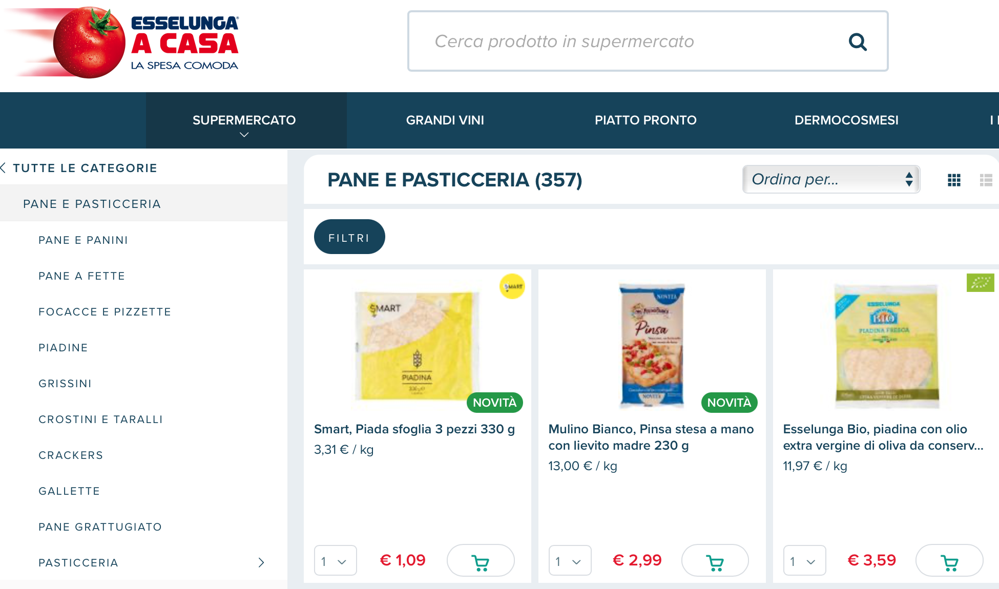 ESSELUNGA
A CASA
LA SPESA COMODA
Cerca prodotto in supermercato
SUPERMERCATO
GRANDI VINI
PIATTO PRONTO
DERMOCOSMESI
TUTTE LE CATEGORIE
PANE E PASTICCERIA
PANE E PANINI
PANE A FETTE
FOCACCE E PIZZETTE
PIADINE
GRISSINI
CROSTINI E TARALLI
CRACKERS
GALLETTE
PANE GRATTUGIATO
PASTICCERIA
PANE E PASTICCERIA (357)
Ordina per...
FILTRI
SMART
SMART
PIADINA
NOVITÀ
Smart, Piada sfoglia 3 pezzi 330 g
3,31 € / kg
1
€ 1,09
NOVITÀ
Pinsa
NOVITÀ
NOVITÀ
Mulino Bianco, Pinsa stesa a mano
con lievito madre 230 g
13,00 € / kg
1
€ 2,99
ESSELUNGA
BIO
PIADINA FRESCA
Esselunga Bio, piadina con olio
extra vergine di oliva da conserv...
11,97 € / kg
1
€ 3,59